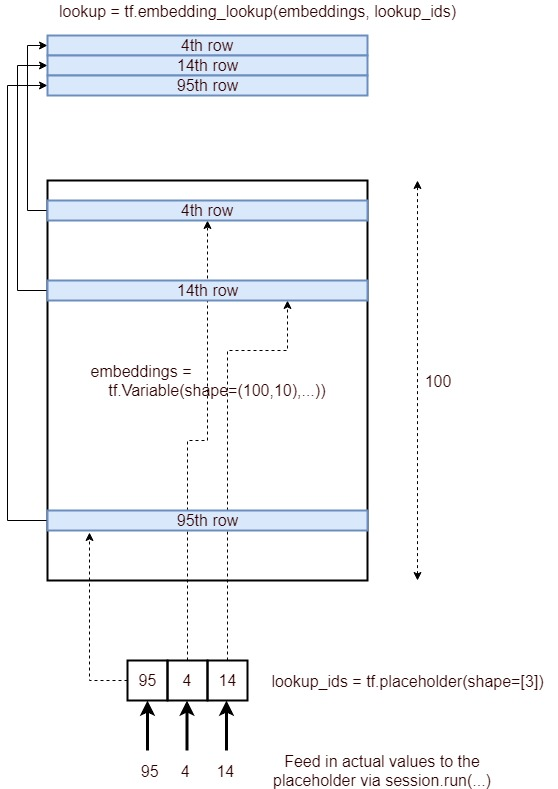 lookup = tf.embedding_lookup(embeddings, lookup_ids)
4th row
14th row
95th row
4th row
14th row
embeddings =
tf.Variable(shape=(100,10),...))
100
95th row
95 4 14
lookup_ids = tf.placeholder(shape=[3])
95 4 14
Feed in actual values to the
placeholder via session.run(...)